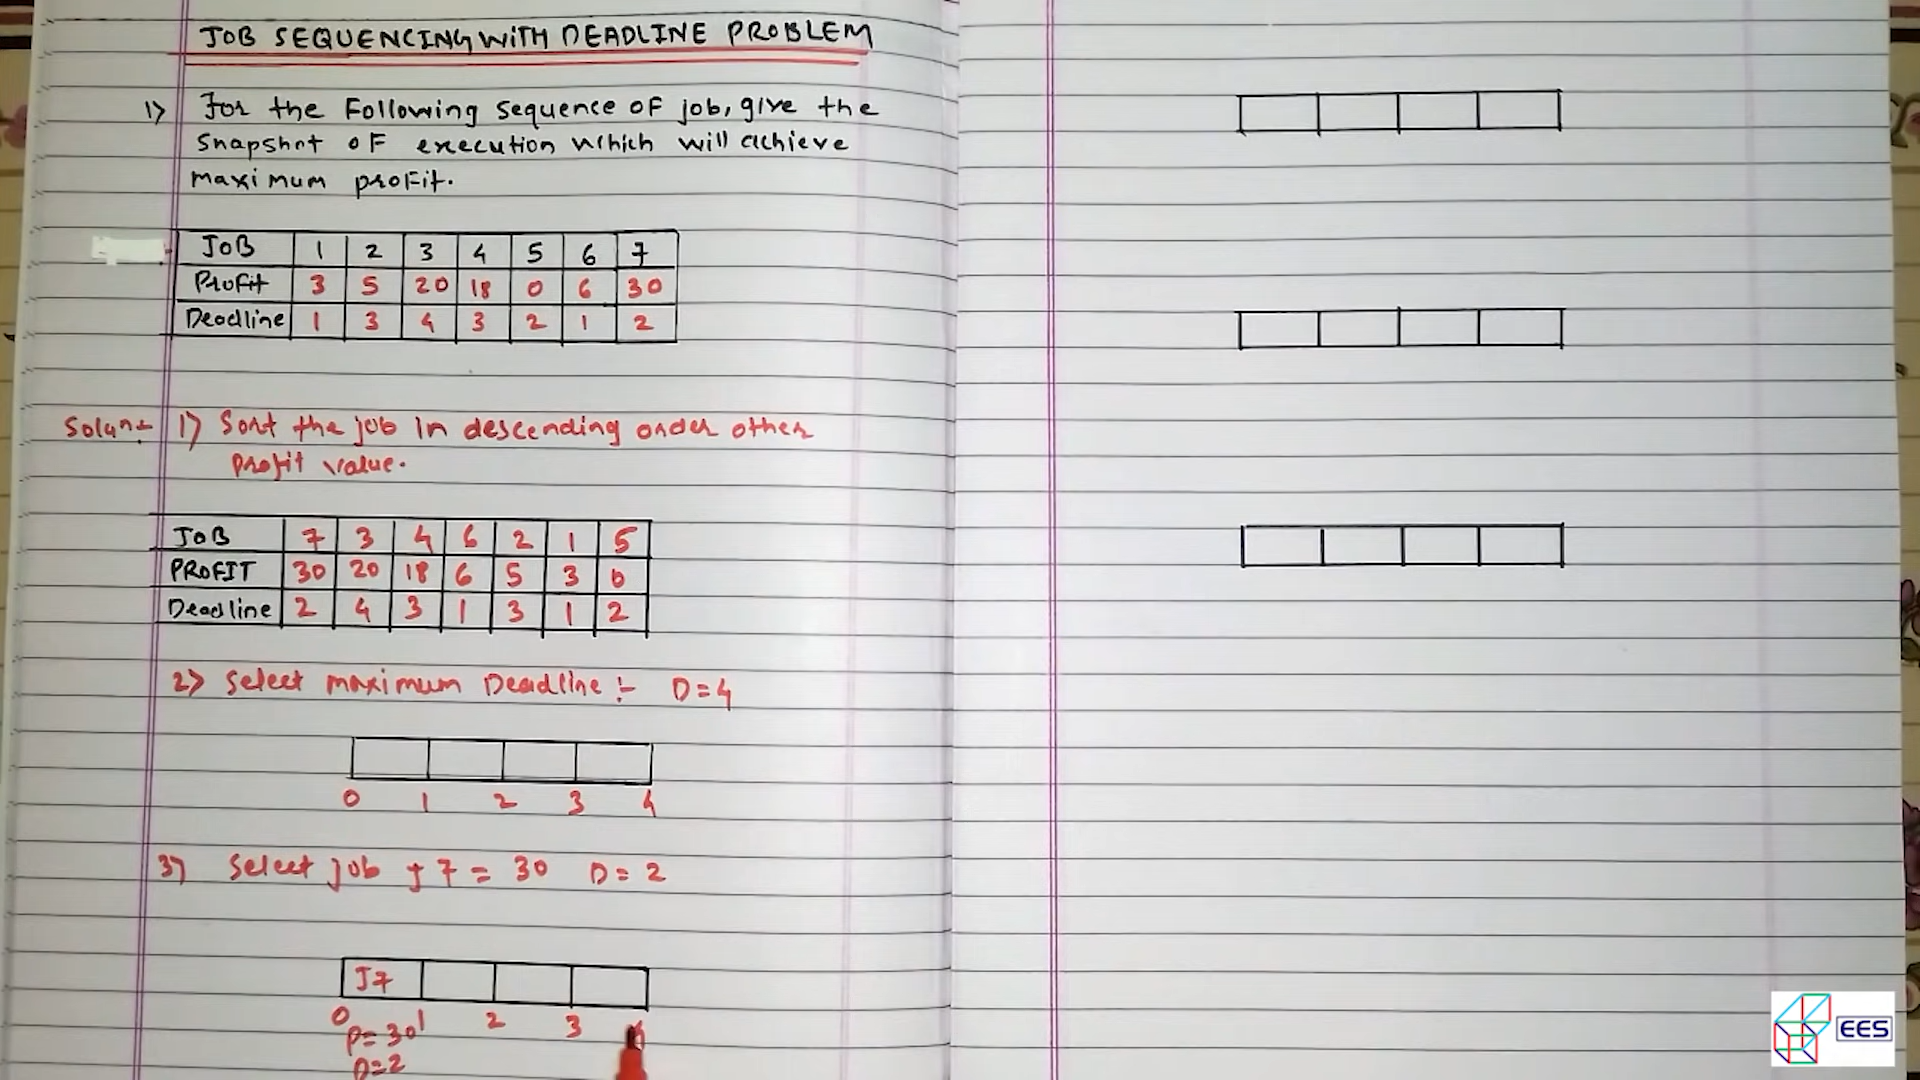 JOB SEQUENCING WITH DEADLINE PROBLEM
1) For the Following sequence OF job, give the
snapshot OF execution which will achieve
maximum profit.
JOB 1 2 3 4 5 6 7
Profit 3 5 20 18 0 6 30
Deadline 1 3 4 3 2 1 2
Solun:- 1) Sort the job In descending order other
profit value.
JOB 7 3 4 6 2 1 5
PROFIT 30 20 18 6 5 3 0
Deadline 2 4 3 1 3 1 2
2) Select maximum Deadline :- D=4
0 1 2 3 4
3) Select job J7 = 30 D=2
J7
0 1 2 3 4
P=30
D=2
EES